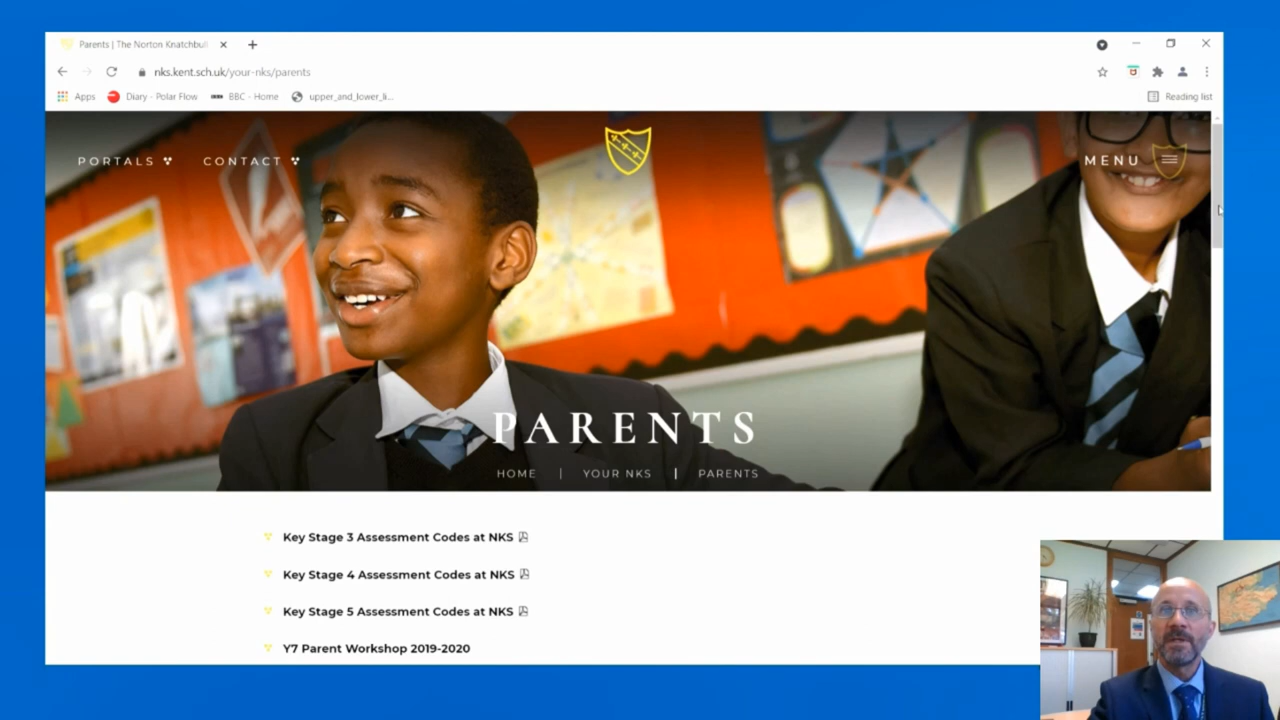 Parents | The Norton Knatchbull
nks.kent.sch.uk/your-nks/parents
Apps Diary - Polar Flow BBC - Home upper_and_lower_li... Reading list
PORTALS CONTACT MENU
PARENTS
HOME | YOUR NKS | PARENTS
Key Stage 3 Assessment Codes at NKS
Key Stage 4 Assessment Codes at NKS
Key Stage 5 Assessment Codes at NKS
Y7 Parent Workshop 2019-2020